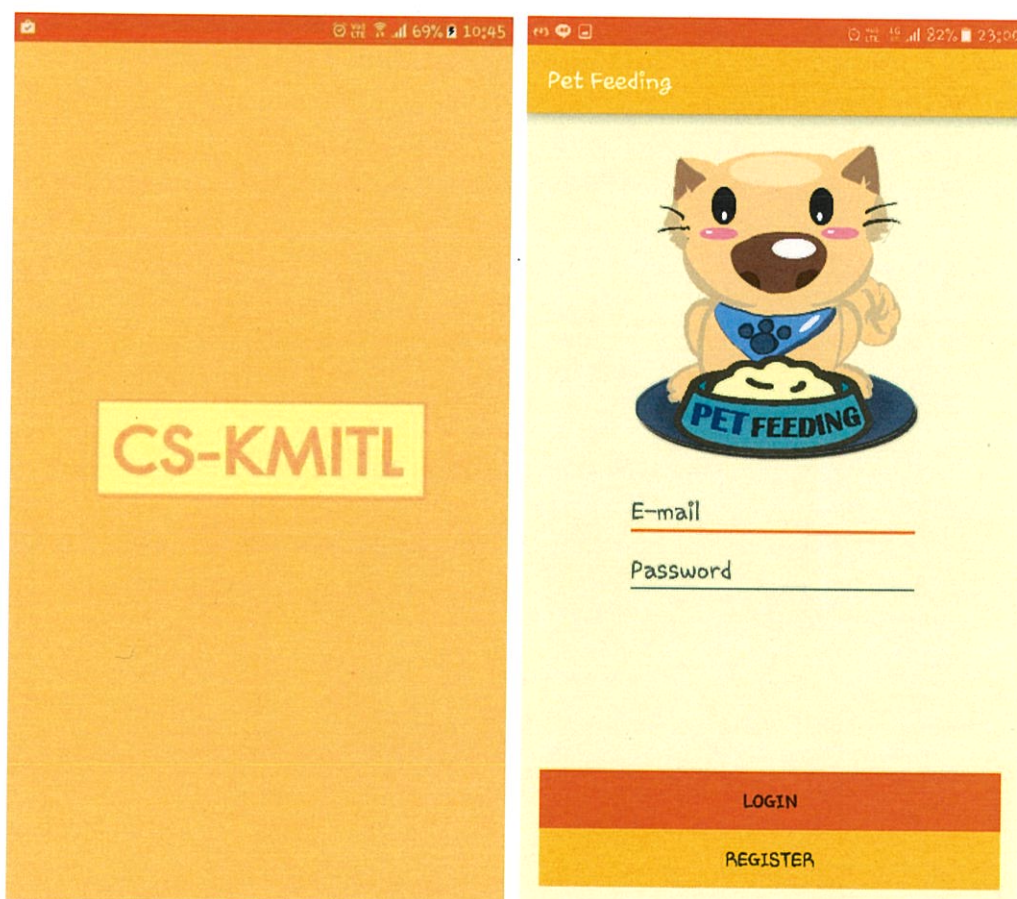 69% 10:45
CS-KMITL
82%
Pet Feeding
PET FEEDING
E-mail
Password
LOGIN
REGISTER